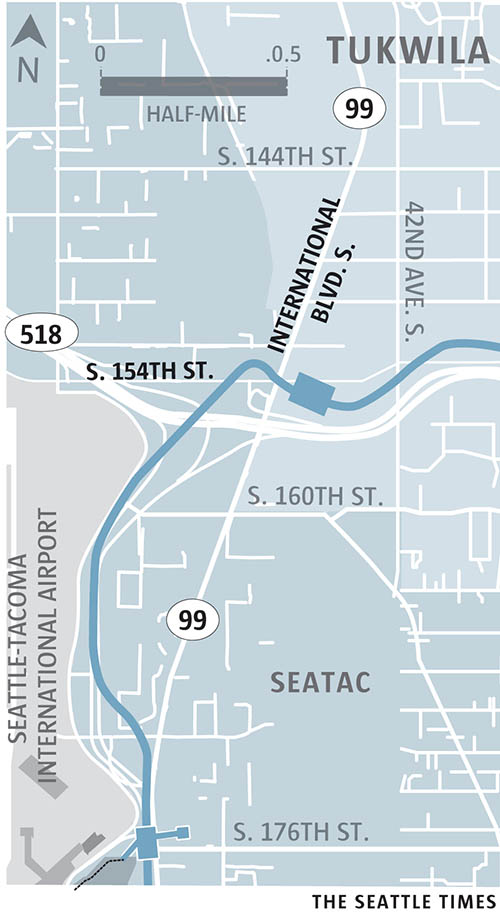 TUKWILA
N
0 .0.5
HALF-MILE
99
S. 144TH ST.
INTERNATIONAL
BLVD. S.
42ND AVE. S.
518
S. 154TH ST.
S. 160TH ST.
SEATTLE-TACOMA
INTERNATIONAL AIRPORT
99
SEATAC
S. 176TH ST.
THE SEATTLE TIMES